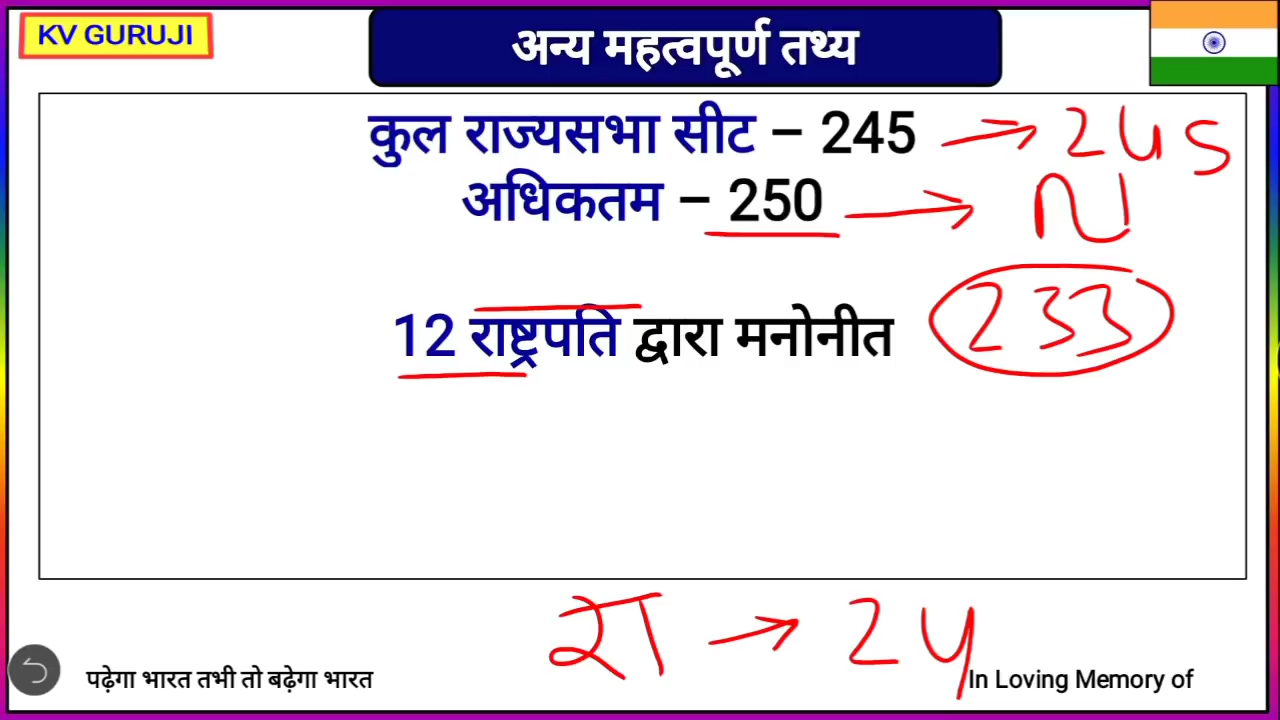 KV GURUJI
अन्य महत्वपूर्ण तथ्य
कुल राज्यसभा सीट – 245 → 245
अधिकतम – 250 →
12 राष्ट्रपति द्वारा मनोनीत 233
रा → 24
पढ़ेगा भारत तभी तो बढ़ेगा भारत
In Loving Memory of